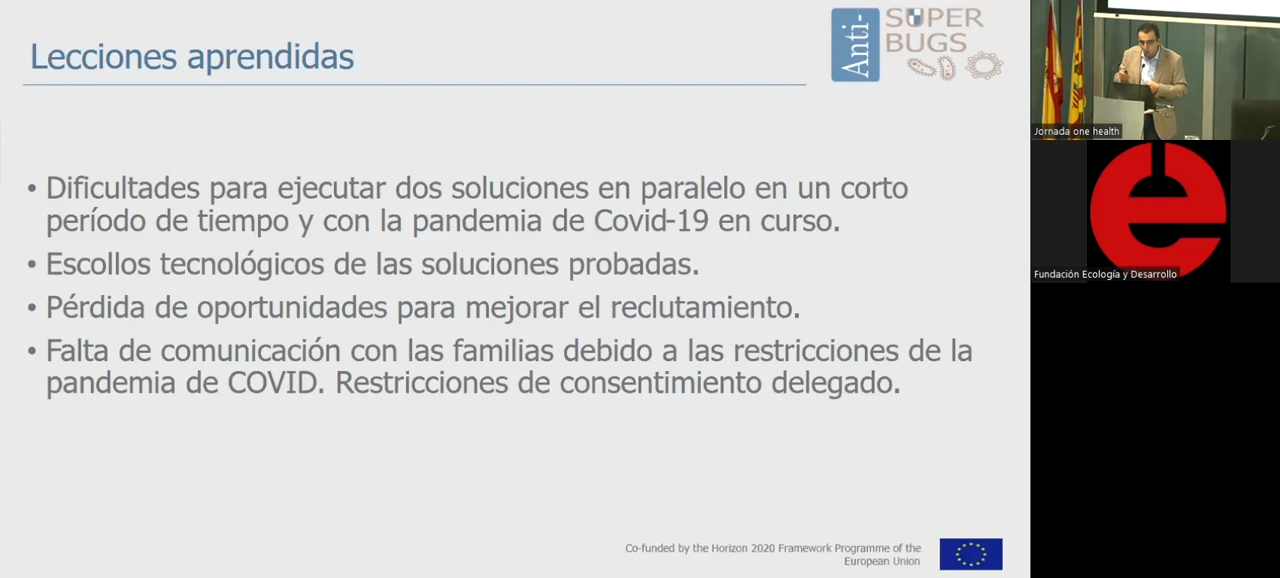 Lecciones aprendidas
Anti-
SUPER
BUGS
• Dificultades para ejecutar dos soluciones en paralelo en un corto
período de tiempo y con la pandemia de Covid-19 en curso.
• Escollos tecnológicos de las soluciones probadas.
• Pérdida de oportunidades para mejorar el reclutamiento.
• Falta de comunicación con las familias debido a las restricciones de la
pandemia de COVID. Restricciones de consentimiento delegado.
Co-funded by the Horizon 2020 Framework Programme of the
European Union
Jornada one health
e
Fundación Ecología y Desarrollo